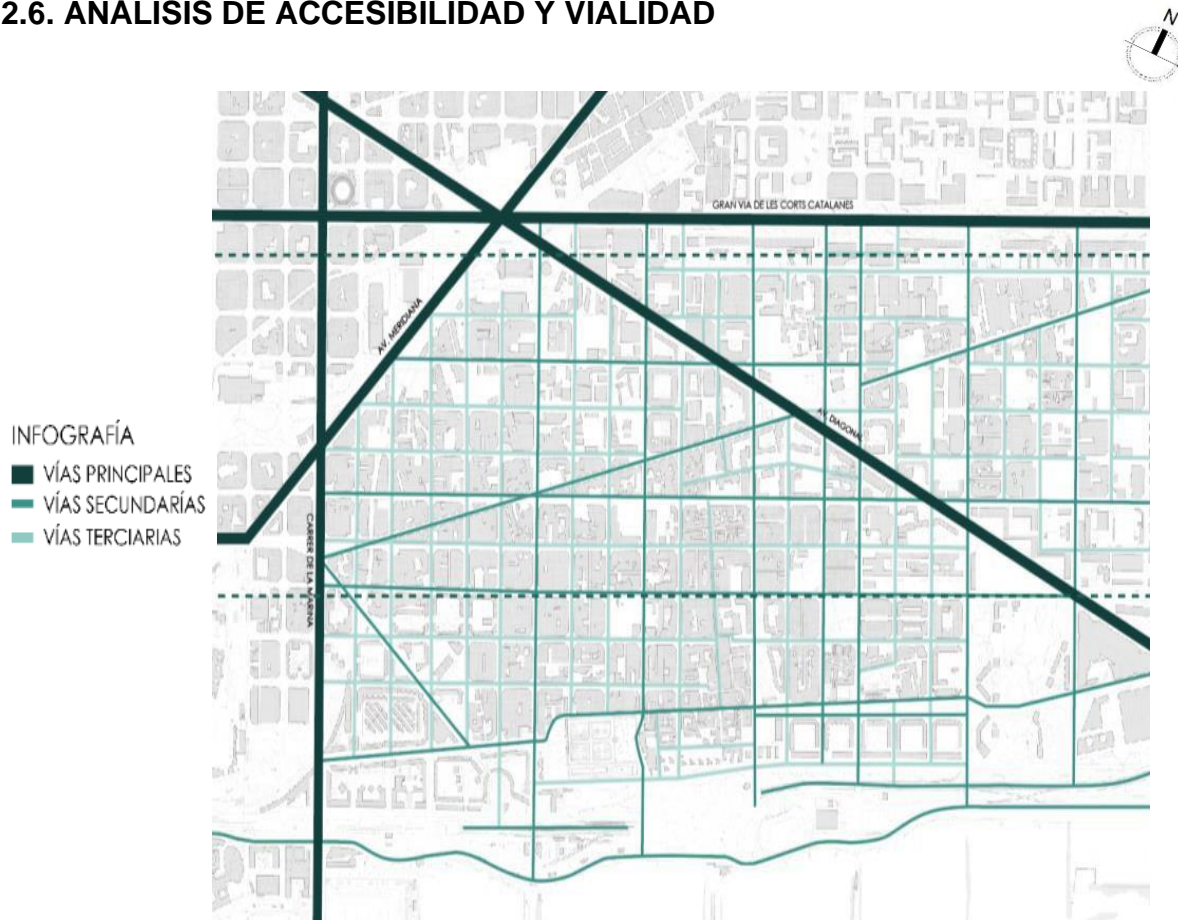 2.6. ANÁLISIS DE ACCESIBILIDAD Y VIALIDAD
N
GRAN VIA DE LES CORTS CATALANES
AV. MERIDIANA
AV. DIAGONAL
INFOGRAFÍA
VÍAS PRINCIPALES
VÍAS SECUNDARÍAS
VÍAS TERCIARIAS
CARRER DE LA MARINA